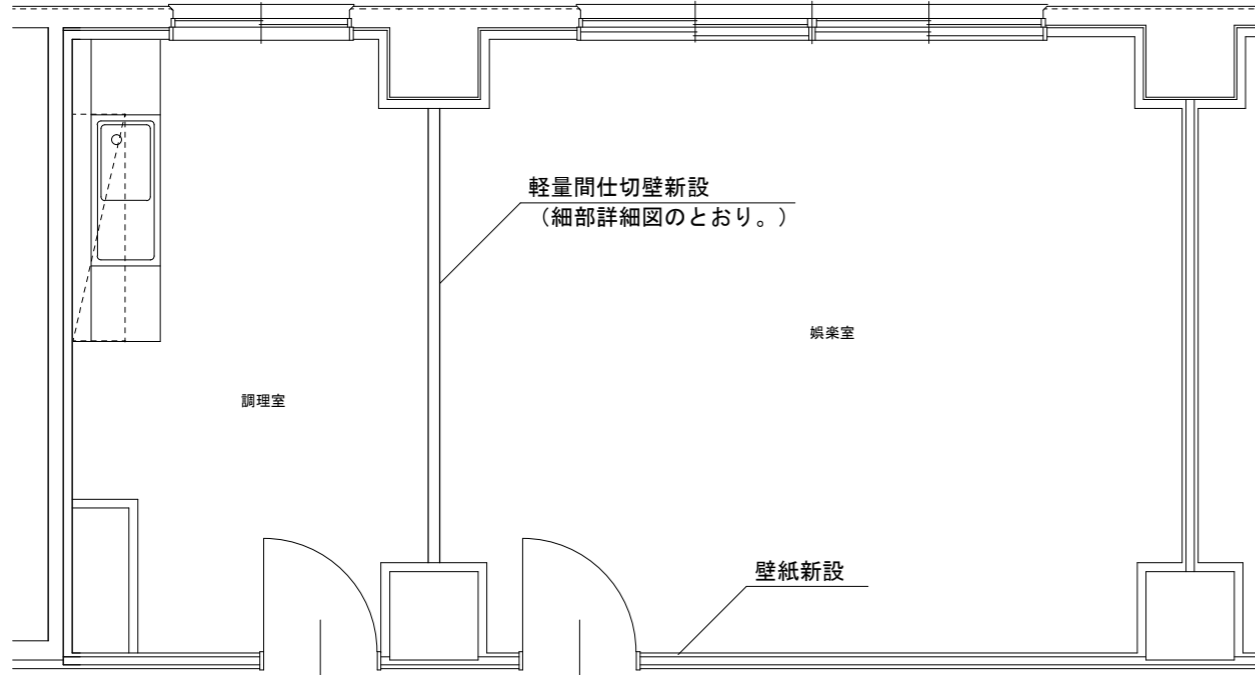 軽量間仕切壁新設
（細部詳細図のとおり。）
娯楽室
調理室
壁紙新設